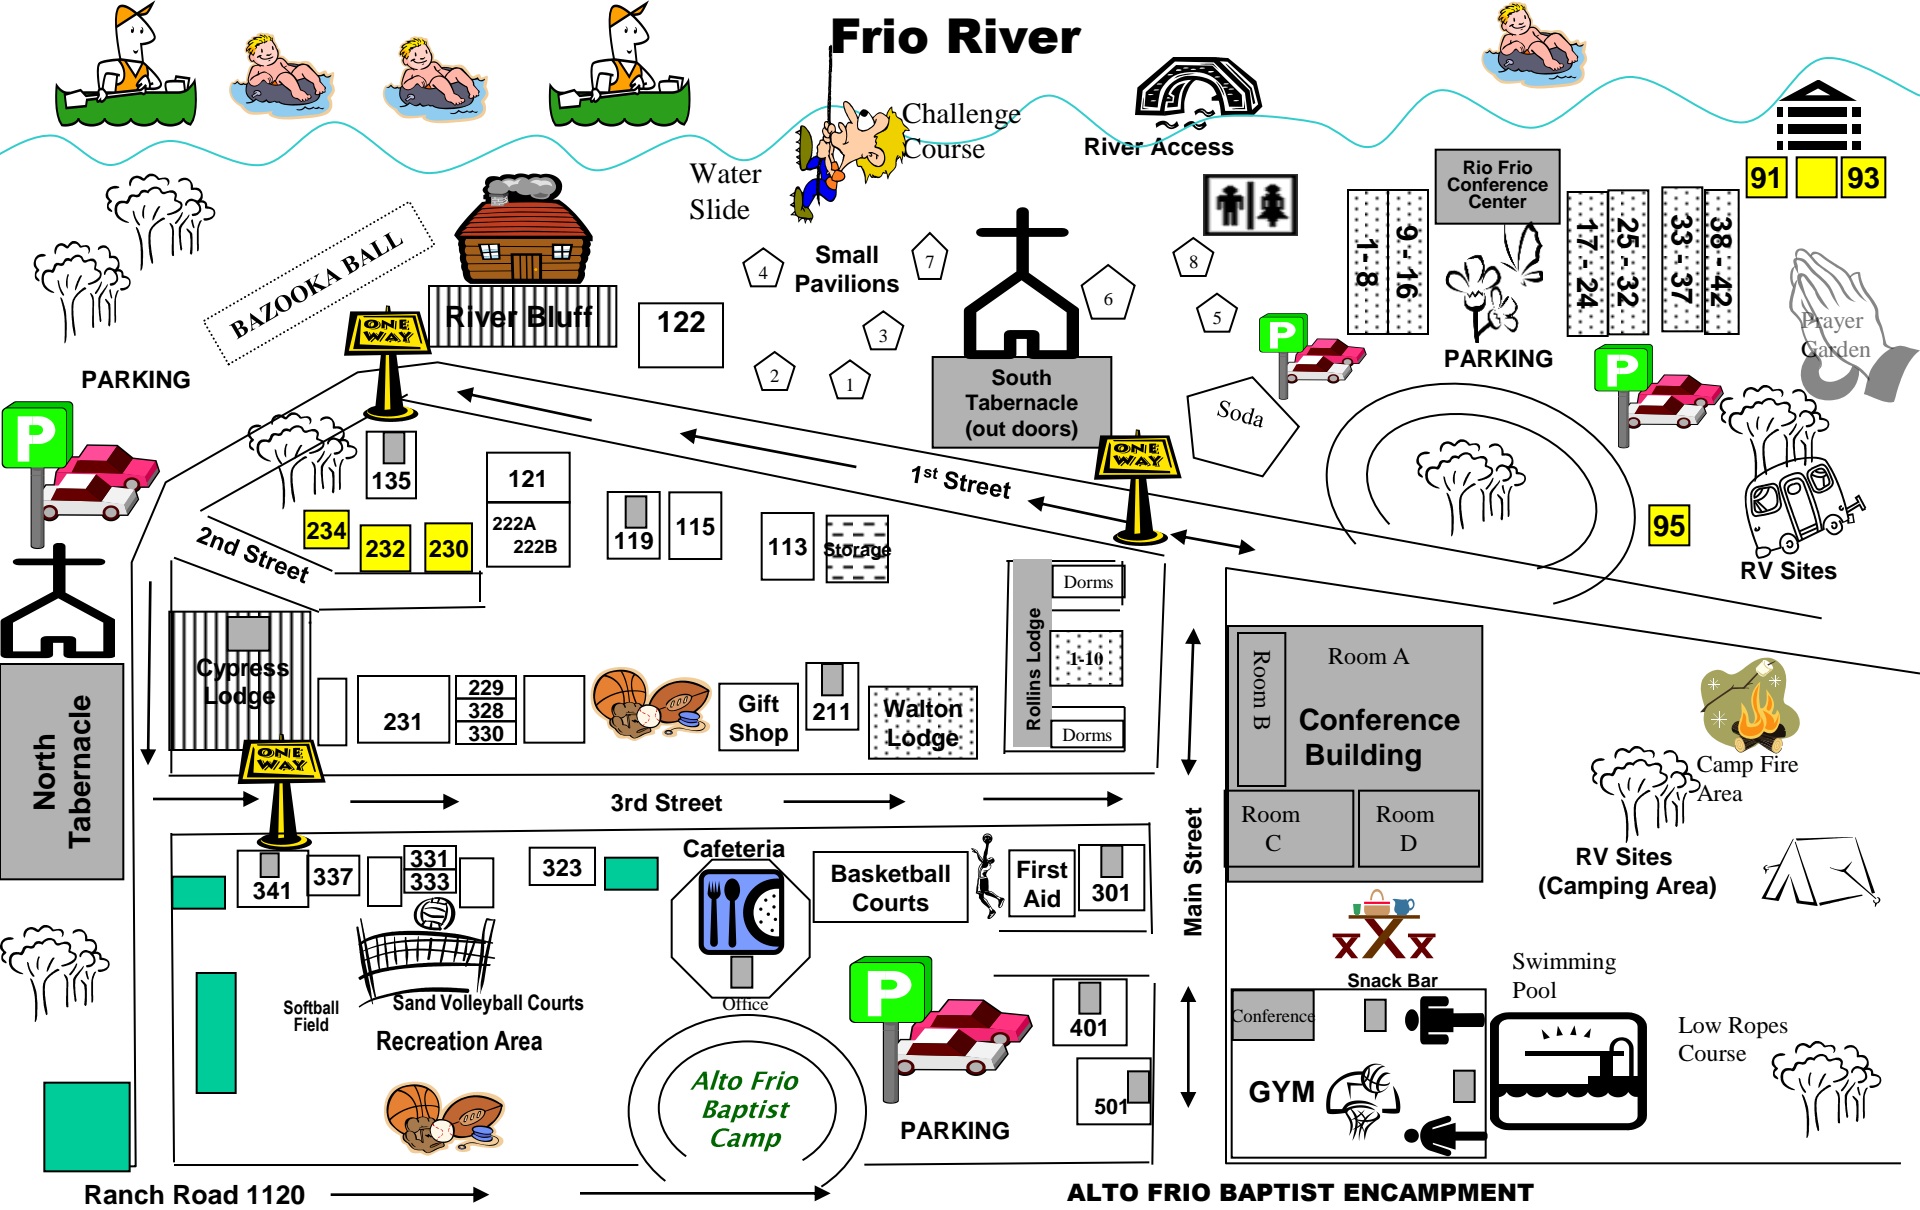 Frio River
Challenge
Course
River Access
Water
Slide
Rio Frio
Conference
Center
91
93
1 - 8
9 - 16
17 - 24
25 - 32
33 - 37
38 - 42
BAZOOKA BALL
River Bluff
122
Small
Pavilions
4
7
3
2
1
6
8
5
South
Tabernacle
(out doors)
Soda
P
PARKING
P
Prayer
Garden
PARKING
P
ONE
WAY
ONE
WAY
1st Street
135
121
222A
222B
119
115
113
Storage
234
232
230
2nd Street
95
RV Sites
North
Tabernacle
Cypress
Lodge
231
229
328
330
Gift
Shop
211
Walton
Lodge
Rollins Lodge
Dorms
1-10
Dorms
Room A
Room B
Conference
Building
Room
C
Room
D
Camp Fire
Area
RV Sites
(Camping Area)
ONE
WAY
3rd Street
Main Street
341
337
331
333
323
Cafeteria
Office
Basketball
Courts
First
Aid
301
Softball
Field
Sand Volleyball Courts
Recreation Area
Alto Frio
Baptist
Camp
P
PARKING
401
501
Snack Bar
Conference
GYM
Swimming
Pool
Low Ropes
Course
Ranch Road 1120
ALTO FRIO BAPTIST ENCAMPMENT